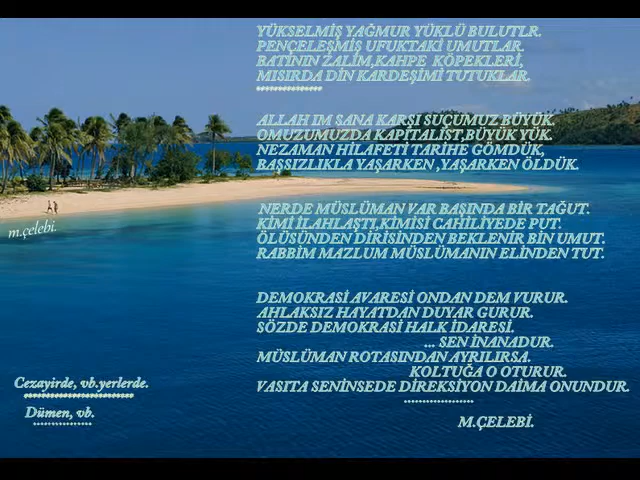 YÜKSELMİŞ YAĞMUR YÜKLÜ BULUTLR.
PENÇELEŞMİŞ UFUKTAKİ UMUTLAR.
BATİNIN ZALİM,KAHPE KÖPEKLERİ,
MISIRDA DİN KARDEŞİMİ TUTUKLAR.
****************
ALLAH IM SANA KARŞI SUÇUMUZ BÜYÜK.
OMUZUMUZDA KAPİTALİST,BÜYÜK YÜK.
NEZAMAN HİLAFETİ TARİHE GÖMDÜK,
BAŞSIZLIKLA YAŞARKEN ,YAŞARKEN ÖLDÜK.
NERDE MÜSLÜMAN VAR BAŞINDA BİR TAĞUT.
KİMİ İLAHLAŞTI,KİMİSİ CAHİLİYEDE PUT.
ÖLÜSÜNDEN DİRİSİNDEN BEKLENİR BİN UMUT.
RABBİM MAZLUM MÜSLÜMANIN ELİNDEN TUT.
m.çelebi.
DEMOKRASİ AVARESİ ONDAN DEM VURUR.
AHLAKSIZ HAYATDAN DUYAR GURUR.
SÖZDE DEMOKRASİ HALK İDARESİ.
... SEN İNANADUR.
MÜSLÜMAN ROTASINDAN AYRILIRSA.
KOLTUĞA O OTURUR.
VASITA SENİNSEDE DİREKSİYON DAİMA ONUNDUR.
******************
M.ÇELEBİ.
Cezayirde, vb.yerlerde.
**************************
Dümen, vb.
****************